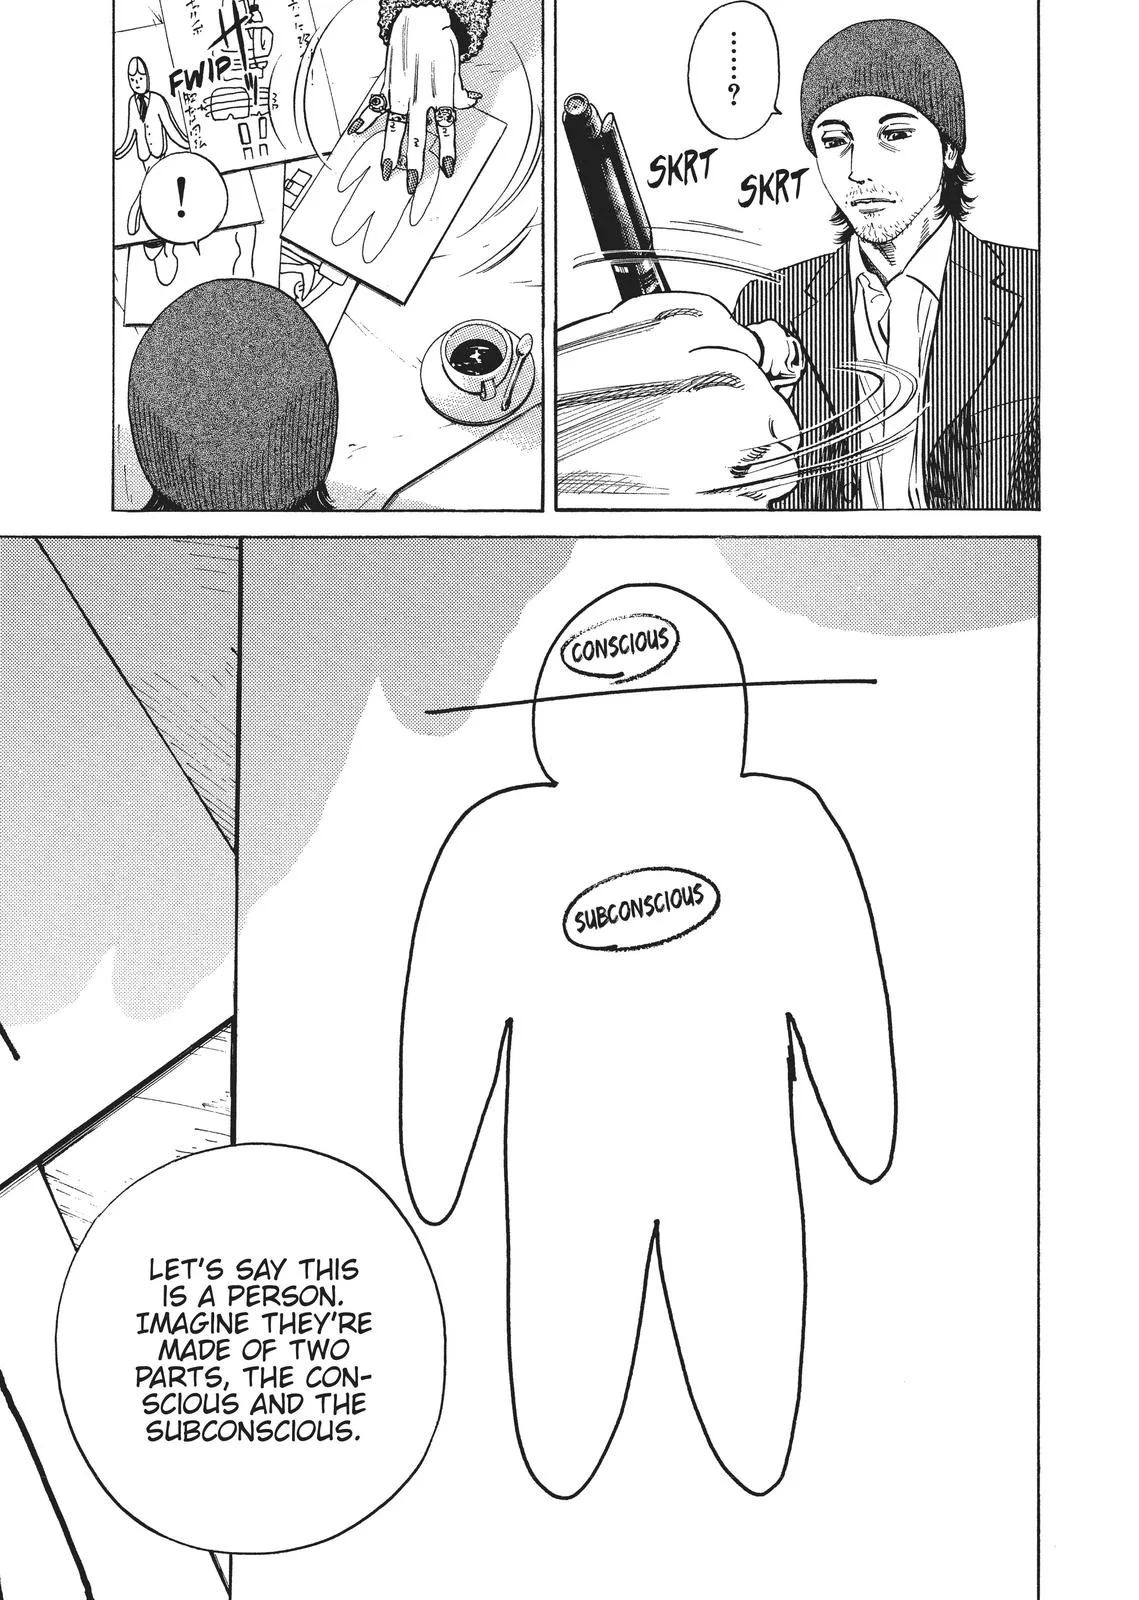 ......?
SKRT
SKRT
FWIP
!
CONSCIOUS
SUBCONSCIOUS
LET'S SAY THIS
IS A PERSON.
IMAGINE THEY'RE
MADE OF TWO
PARTS, THE CON-
SCIOUS AND THE
SUBCONSCIOUS.